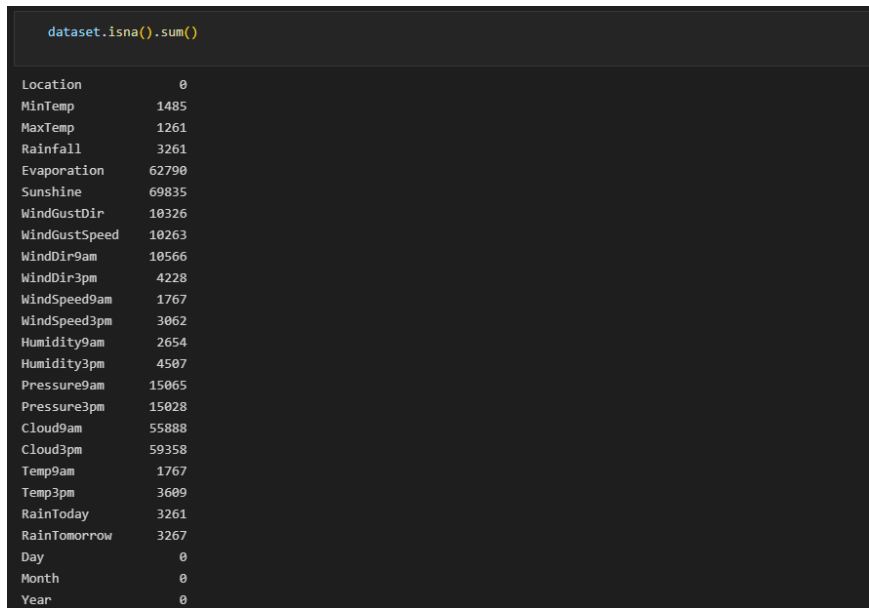 dataset.isna().sum()
Location 0
MinTemp 1485
MaxTemp 1261
Rainfall 3261
Evaporation 62790
Sunshine 69835
WindGustDir 10326
WindGustSpeed 10263
WindDir9am 10566
WindDir3pm 4228
WindSpeed9am 1767
WindSpeed3pm 3062
Humidity9am 2654
Humidity3pm 4507
Pressure9am 15065
Pressure3pm 15028
Cloud9am 55888
Cloud3pm 59358
Temp9am 1767
Temp3pm 3609
RainToday 3261
RainTomorrow 3267
Day 0
Month 0
Year 0